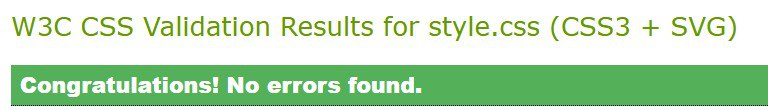 W3C CSS Validation Results for style.css (CSS3 + SVG)
Congratulations! No errors found.